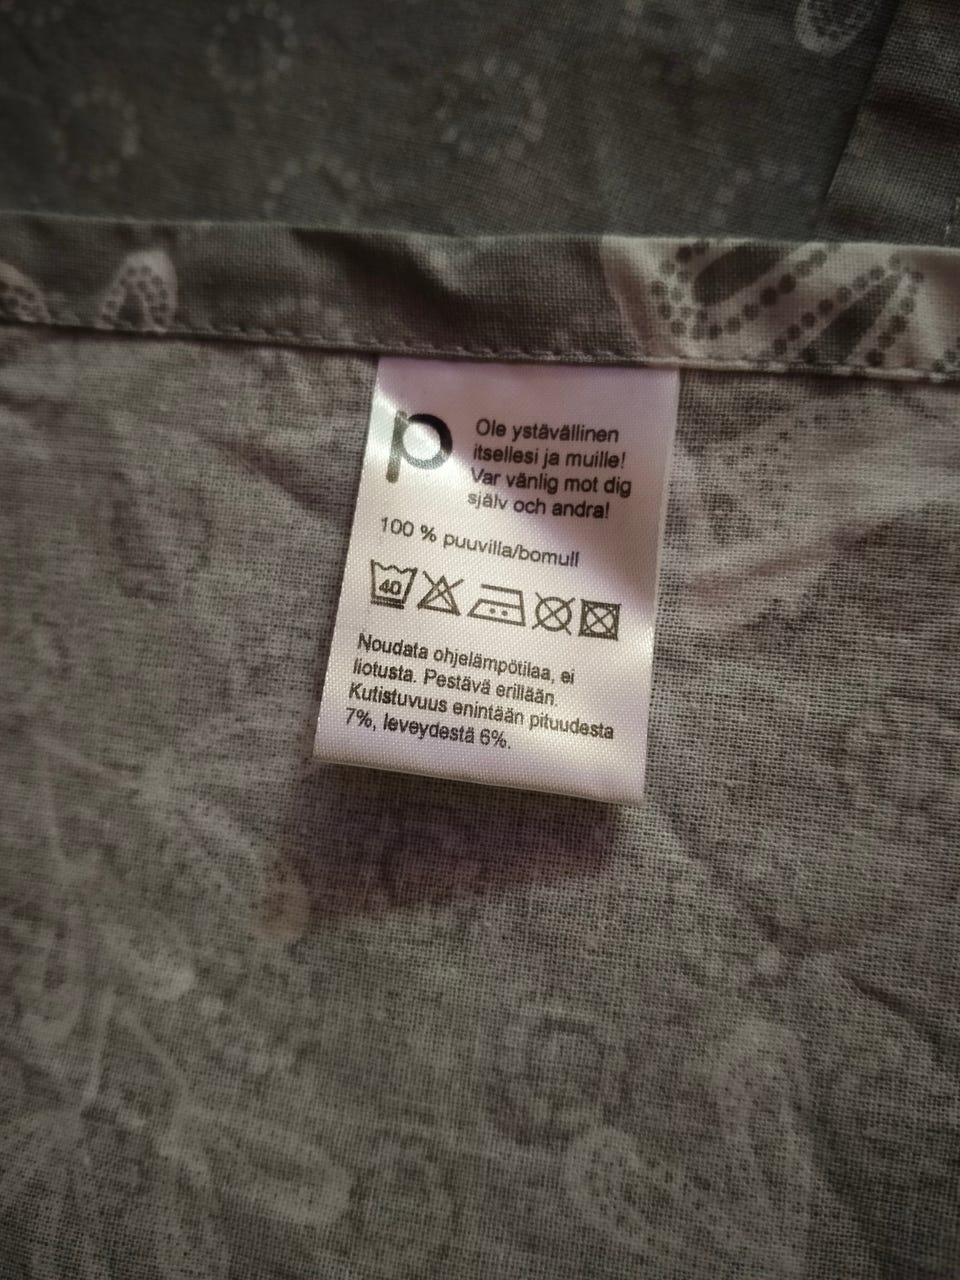 p
Ole ystävällinen
itsellesi ja muille!
Var vänlig mot dig
själv och andra!
100 % puuvilla/bomull
40
Noudata ohjelämpötilaa, ei
liotusta. Pestävä erillään.
Kutistuvuus enintään pituudesta
7%, leveydestä 6%.